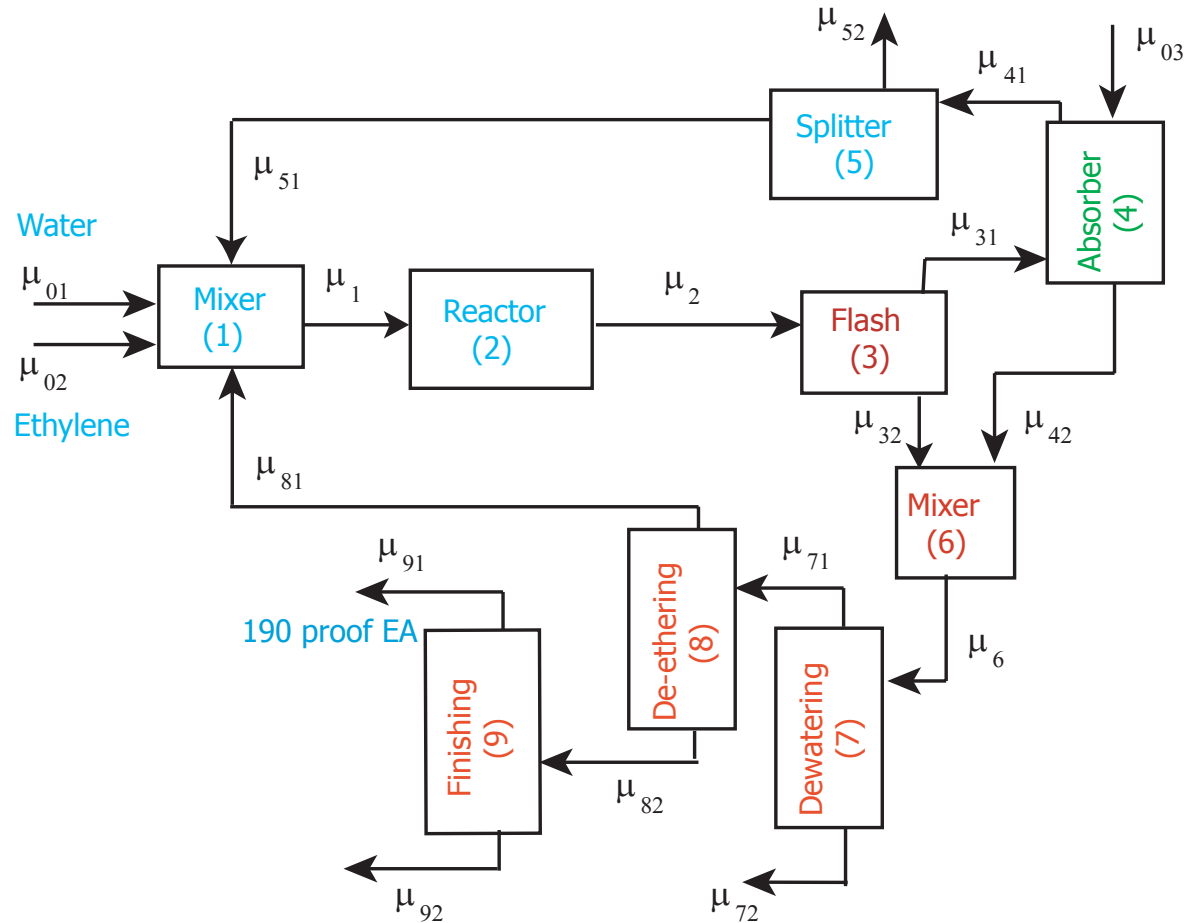 μ52
μ41
μ03
Splitter
(5)
Absorber
(4)
μ51
μ31
Water
μ01
Mixer
(1)
μ1
Reactor
(2)
μ2
Flash
(3)
μ02
Ethylene
μ32
μ42
μ81
Mixer
(6)
μ91
μ71
190 proof EA
De-ethering
(8)
μ6
Finishing
(9)
Dewatering
(7)
μ82
μ92
μ72